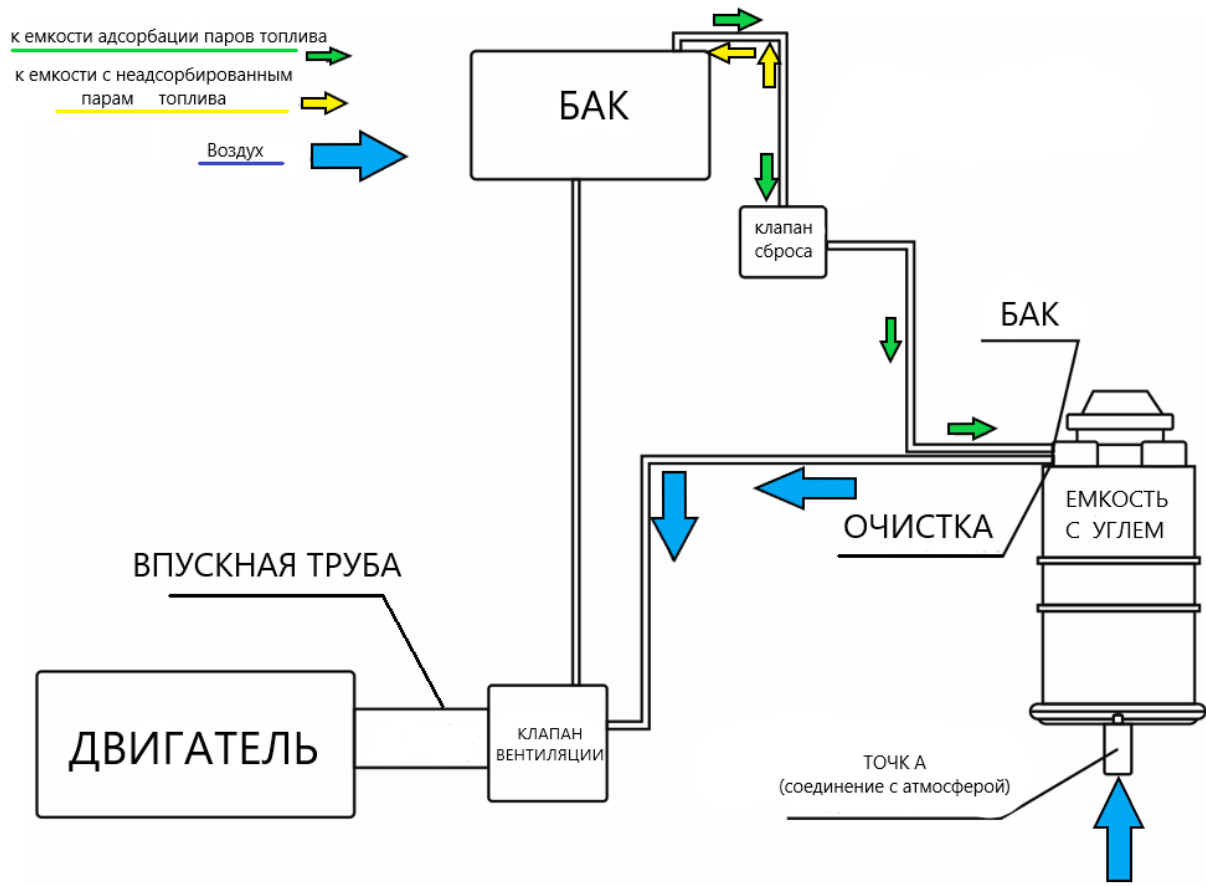 к емкости адсорбации паров топлива
к емкости с неадсорбированным
парам топлива
Воздух
БАК
клапан
сброса
БАК
ЕМКОСТЬ
С УГЛЕМ
ОЧИСТКА
ВПУСКНАЯ ТРУБА
ДВИГАТЕЛЬ
КЛАПАН
ВЕНТИЛЯЦИИ
ТОЧК А
(соединение с атмосферой)